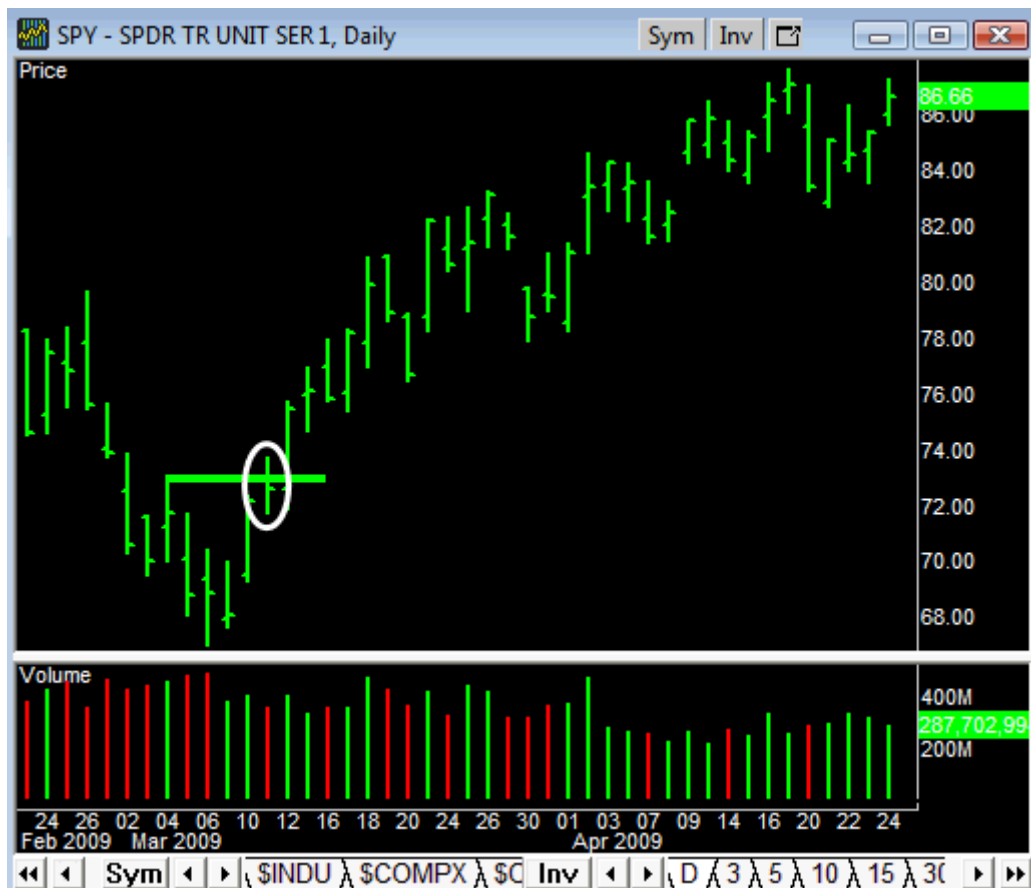 SPY - SPDR TR UNIT SER 1, Daily Sym Inv
Price
86.66
86.00
84.00
82.00
80.00
78.00
76.00
74.00
72.00
70.00
68.00
Volume
400M
287,702,99
200M
24 26 02 04 06 10 12 16 18 20 24 26 30 01 03 07 09 14 16 20 22 24
Feb 2009 Mar 2009 Apr 2009
Sym $INDU $COMPX Inv D 3 5 10 15